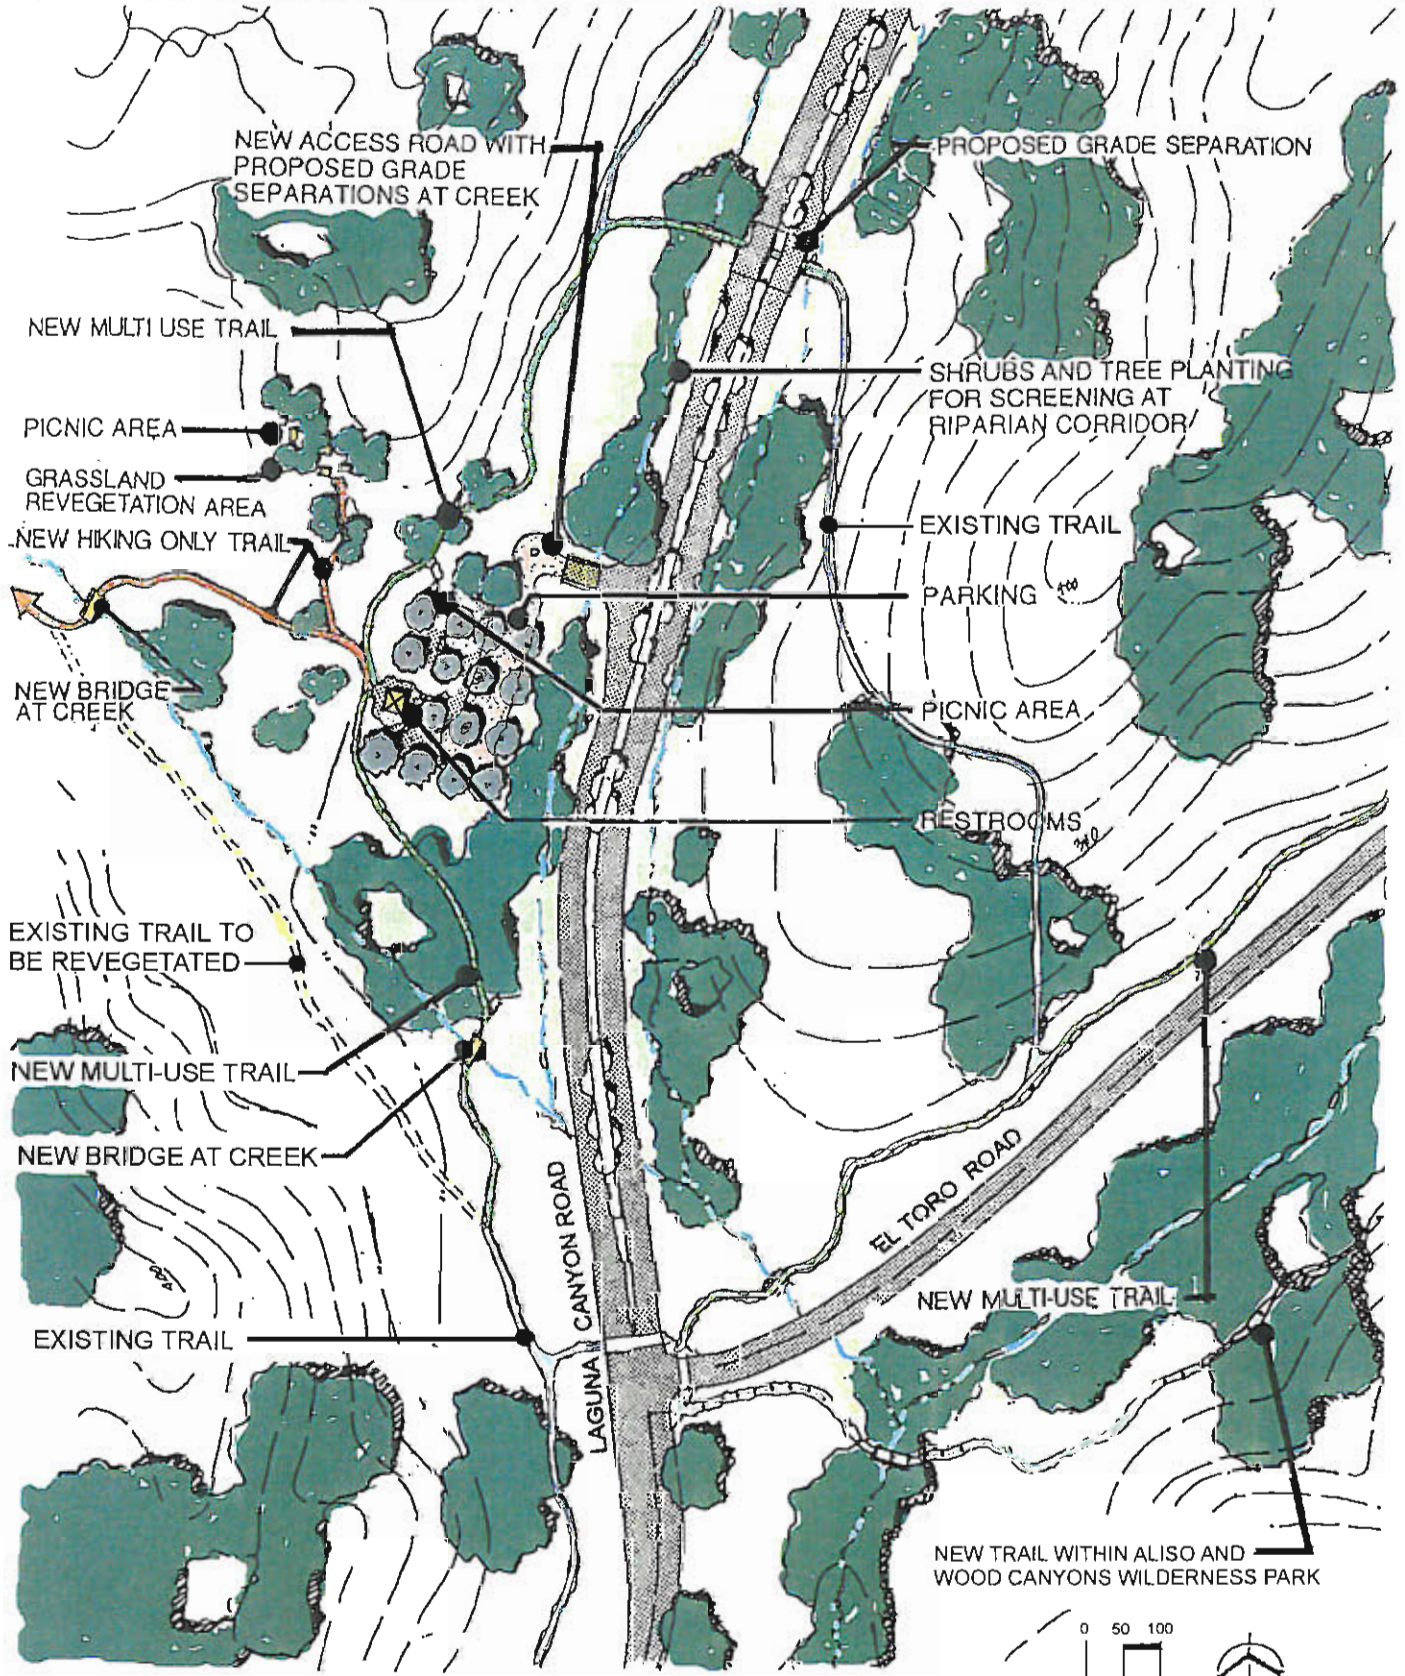 NEW ACCESS ROAD WITH
PROPOSED GRADE
SEPARATIONS AT CREEK
PROPOSED GRADE SEPARATION
NEW MULTI USE TRAIL
SHRUBS AND TREE PLANTING
FOR SCREENING AT
RIPARIAN CORRIDOR
PICNIC AREA
GRASSLAND
REVEGETATION AREA
NEW HIKING ONLY TRAIL
EXISTING TRAIL
PARKING
400
NEW BRIDGE
AT CREEK
PICNIC AREA
RESTROOMS
340
EXISTING TRAIL TO
BE REVEGETATED
NEW MULTI-USE TRAIL
NEW BRIDGE AT CREEK
LAGUNA CANYON ROAD
EL TORO ROAD
400
NEW MULTI-USE TRAIL
EXISTING TRAIL
NEW TRAIL WITHIN ALISO AND
WOOD CANYONS WILDERNESS PARK
0 50 100